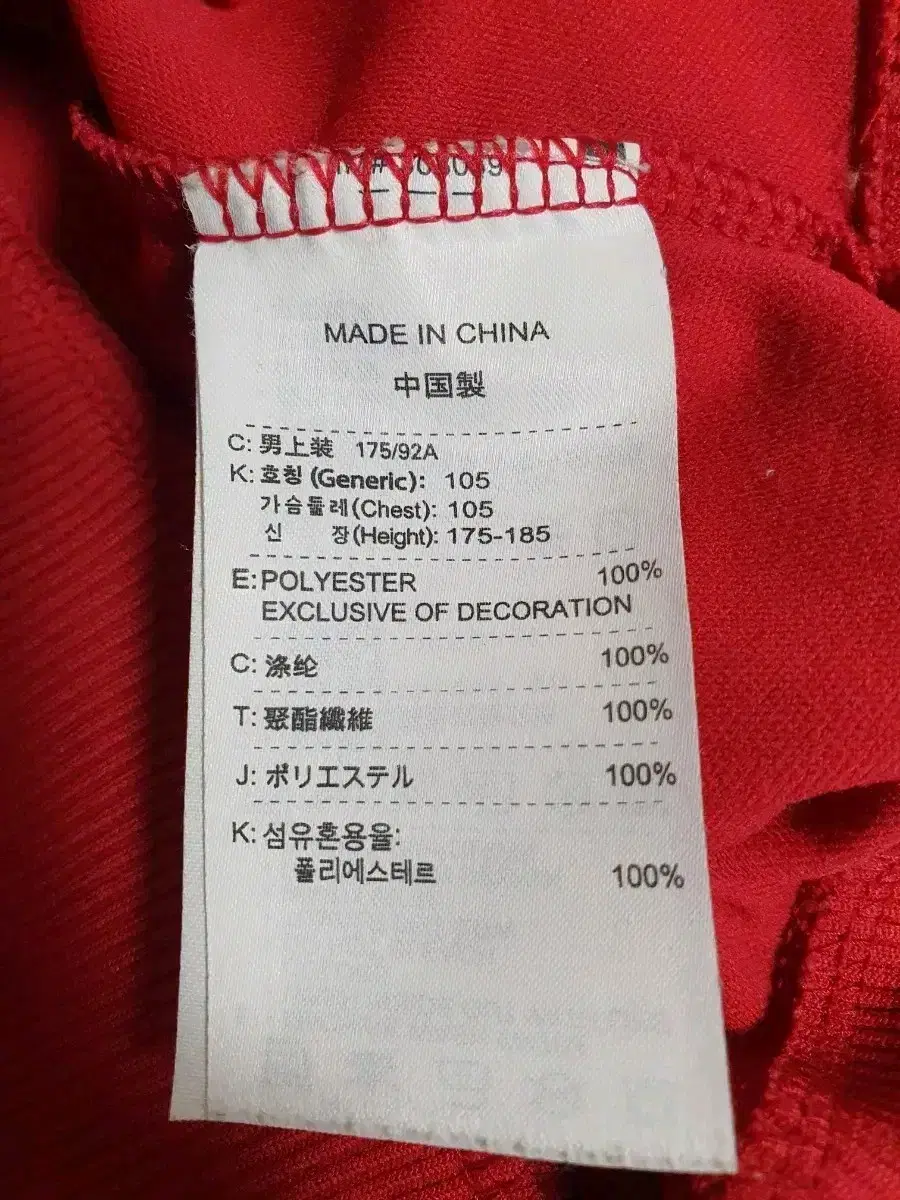 MADE IN CHINA
中国製
C: 男上装 175/92A
K: 호칭 (Generic): 105
가슴둘레(Chest): 105
신 장(Height): 175-185
E: POLYESTER 100%
EXCLUSIVE OF DECORATION
C: 涤纶 100%
T: 聚酯纖維 100%
J: ポリエステル 100%
K: 섬유혼용율:
폴리에스테르 100%